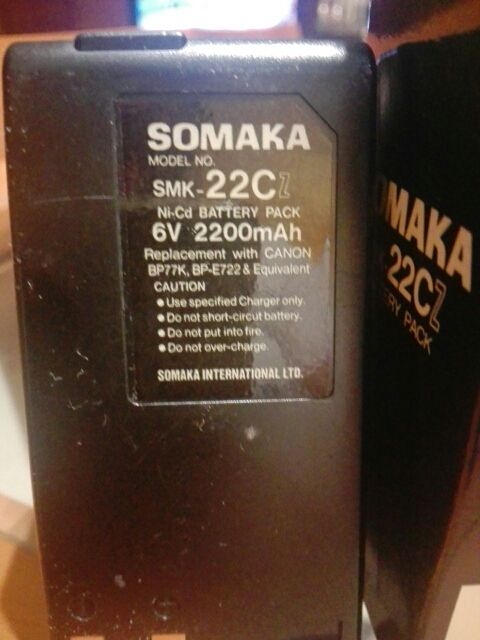 SOMAKA
MODEL NO.
SMK-22CZ
Ni-Cd BATTERY PACK
6V 2200mAh
Replacement with CANON
BP77K, BP-E722 & Equivalent
CAUTION
● Use specified Charger only.
● Do not short-circut battery.
● Do not put into fire.
● Do not over-charge.
SOMAKA INTERNATIONAL LTD.
SOMAKA
22CZ
RY PACK